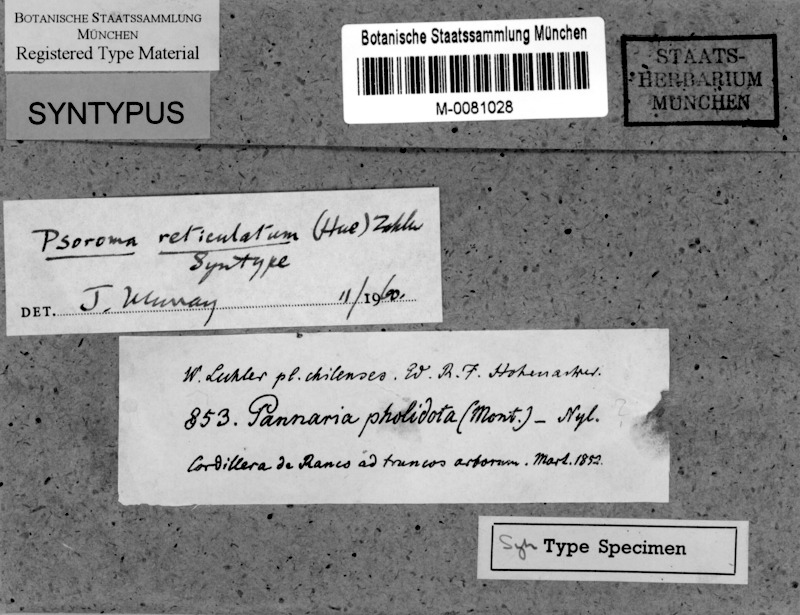 BOTANISCHE STAATSSAMMLUNG
MÜNCHEN
Registered Type Material
SYNTYPUS
Botanische Staatssammlung München
M-0081028
STAATS-
HERBARIUM
MÜNCHEN
Psoroma reticulatum (Hue) Zahlbr
Syntype
DET. J. Murray 11/1960.
W. Lechler pl. chilenses. Ed. R. F. Hohenacker.
853. Pannaria pholidota (Mont.) – Nyl. ?
Cordillera de Ranco ad truncos arborum. Mart. 1852.
Syn Type Specimen